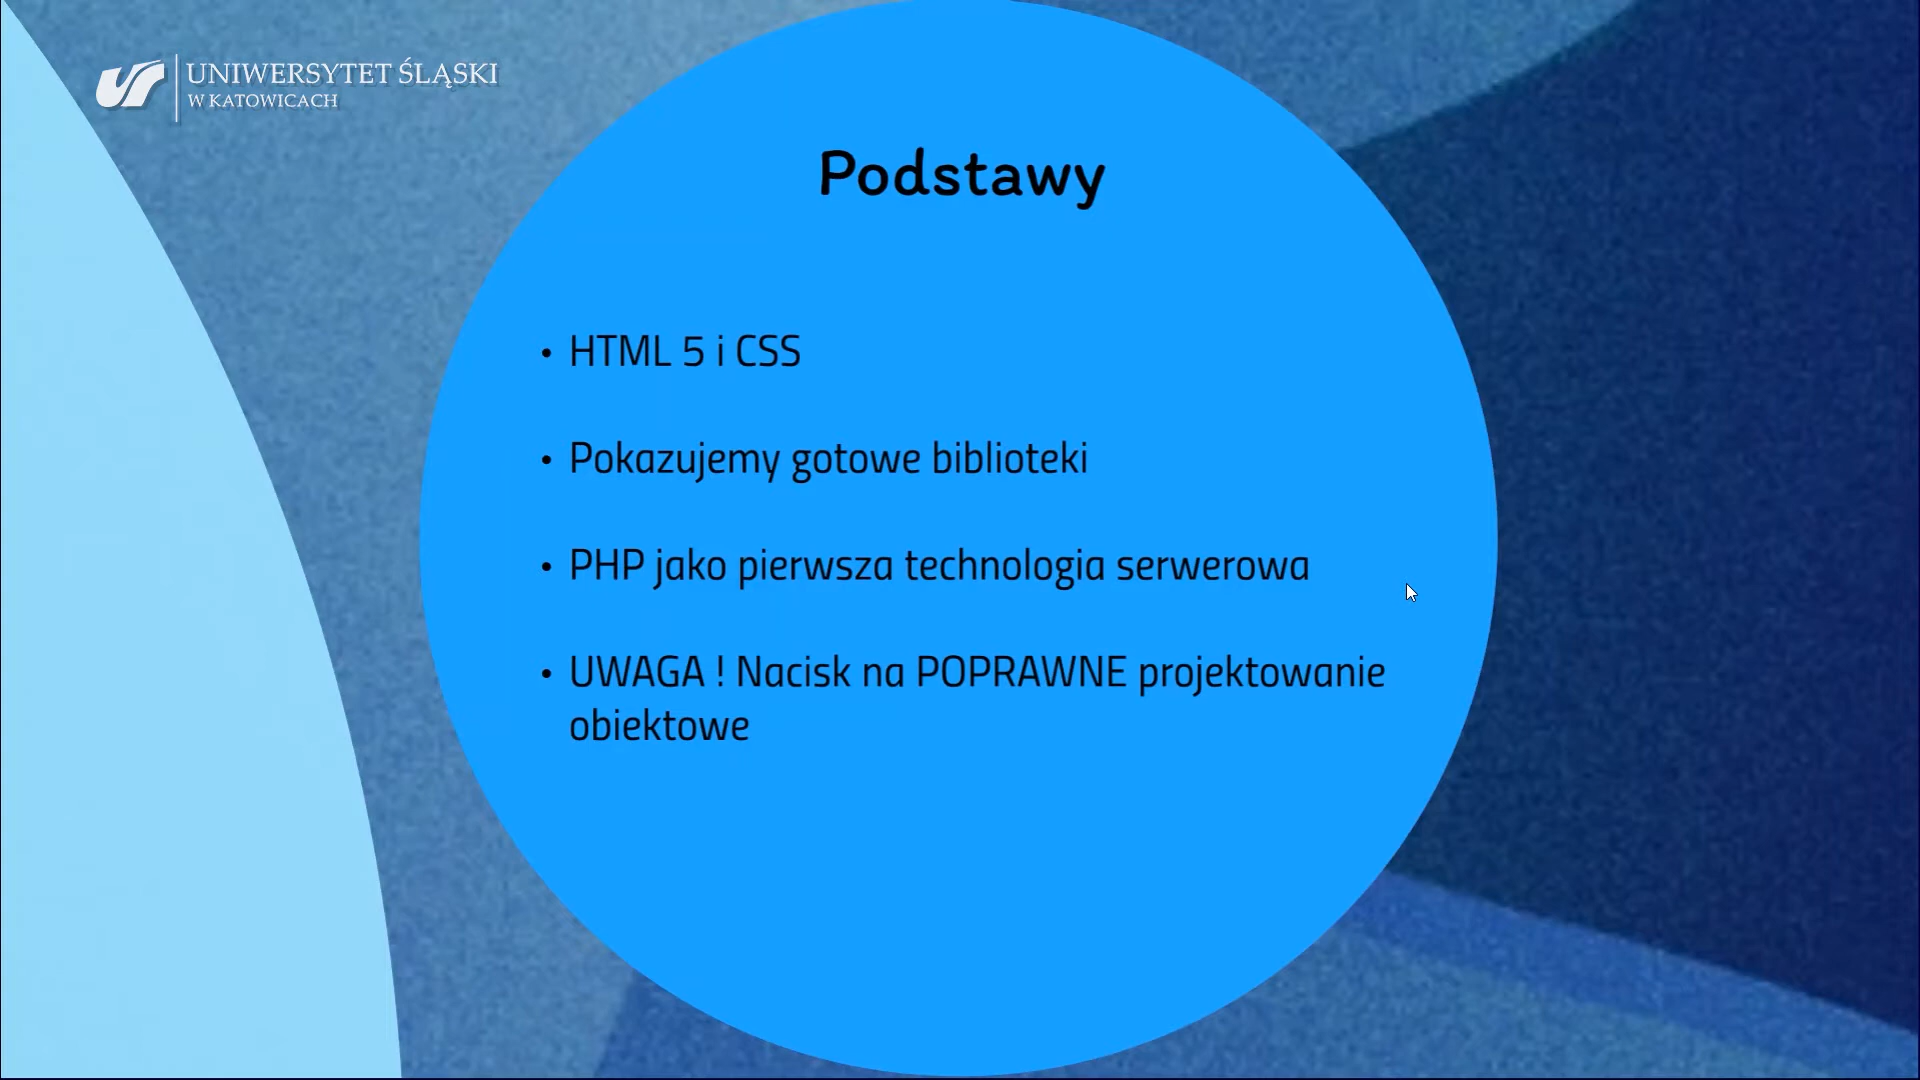 UNIWERSYTET ŚLĄSKI
W KATOWICACH
Podstawy
• HTML 5 i CSS
• Pokazujemy gotowe biblioteki
• PHP jako pierwsza technologia serwerowa
• UWAGA ! Nacisk na POPRAWNE projektowanie
obiektowe